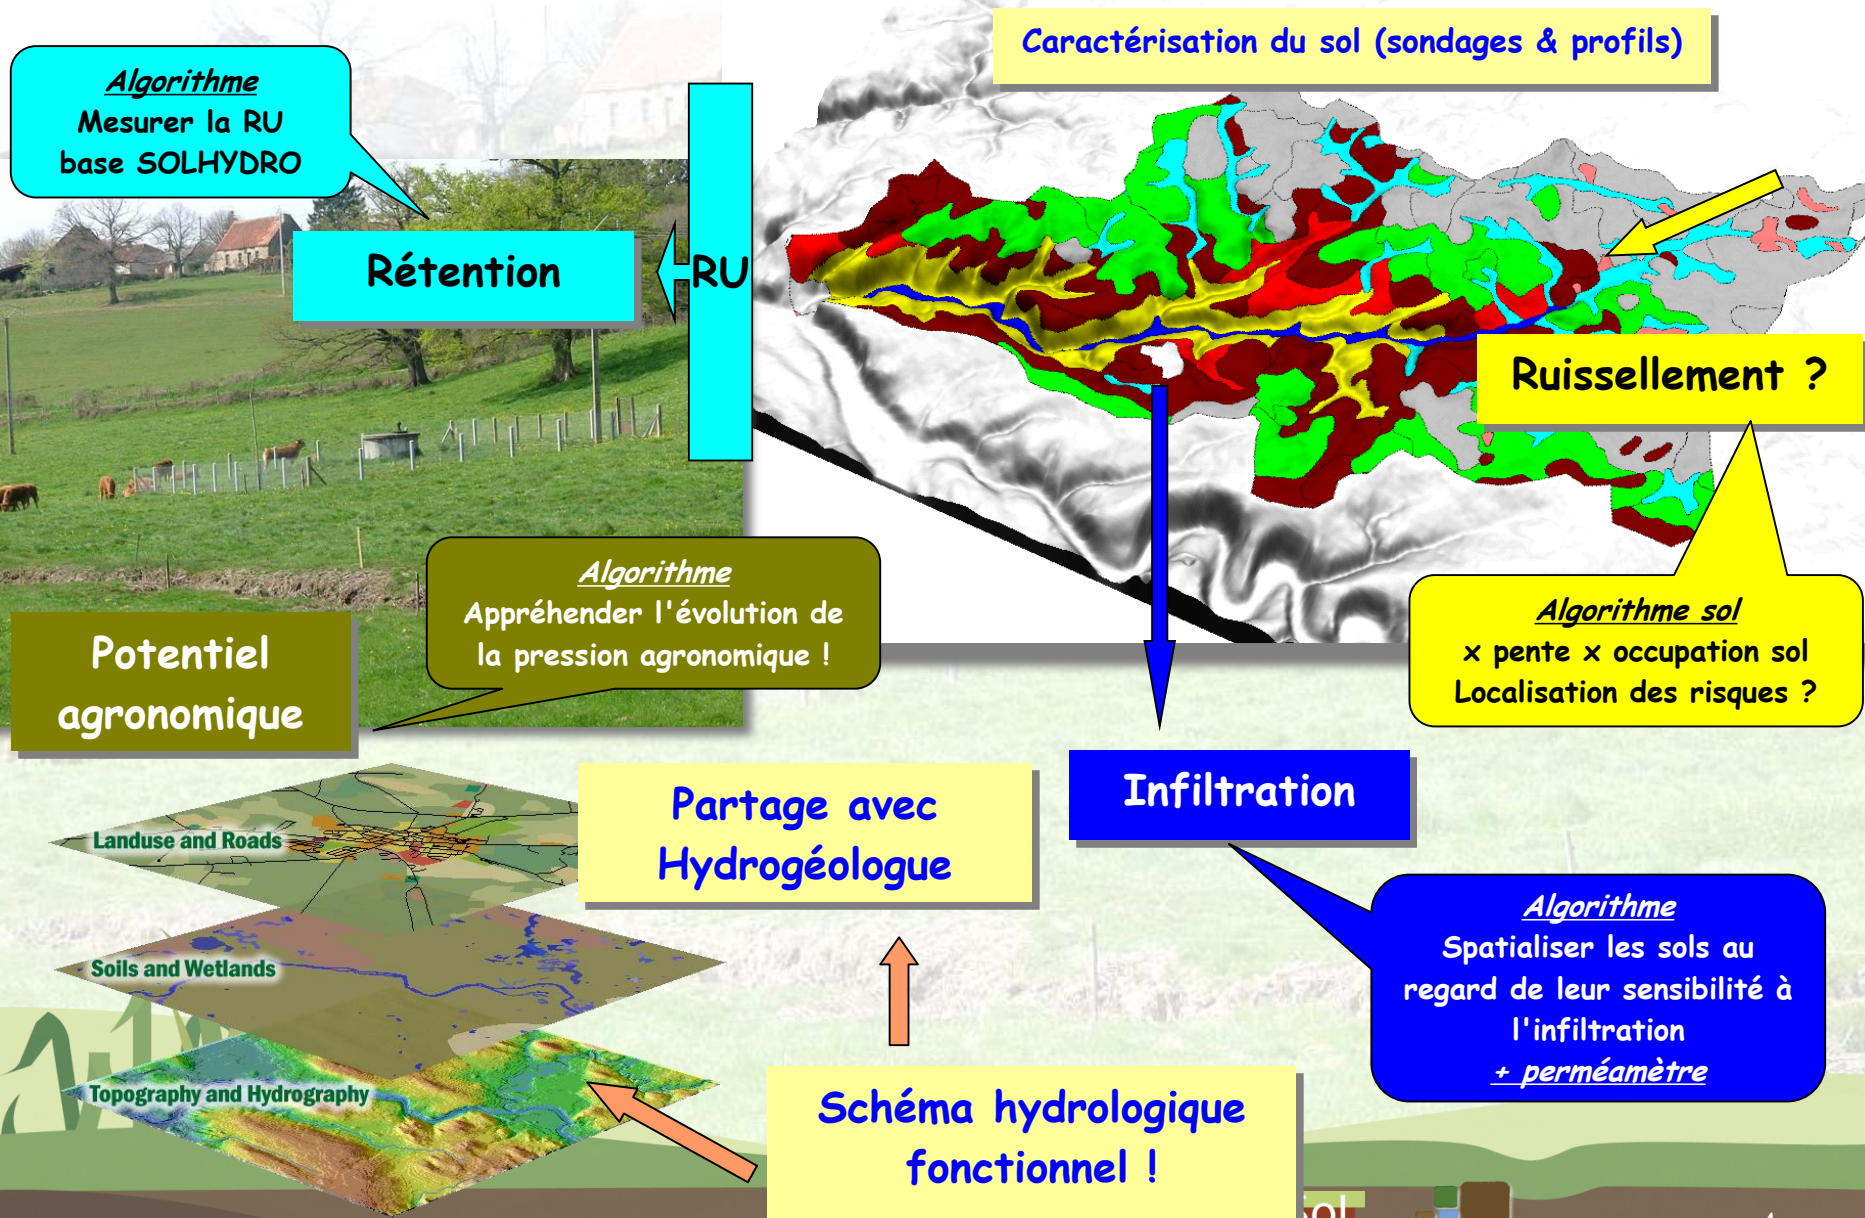 Caractérisation du sol (sondages & profils)
Algorithme
Mesurer la RU
base SOLHYDRO
Rétention
RU
Ruissellement ?
Algorithme
Appréhender l'évolution de
la pression agronomique !
Algorithme sol
x pente x occupation sol
Localisation des risques ?
Potentiel
agronomique
Partage avec
Hydrogéologue
Infiltration
Landuse and Roads
Soils and Wetlands
Topography and Hydrography
Algorithme
Spatialiser les sols au
regard de leur sensibilité à
l'infiltration
+ perméamètre
Schéma hydrologique
fonctionnel !